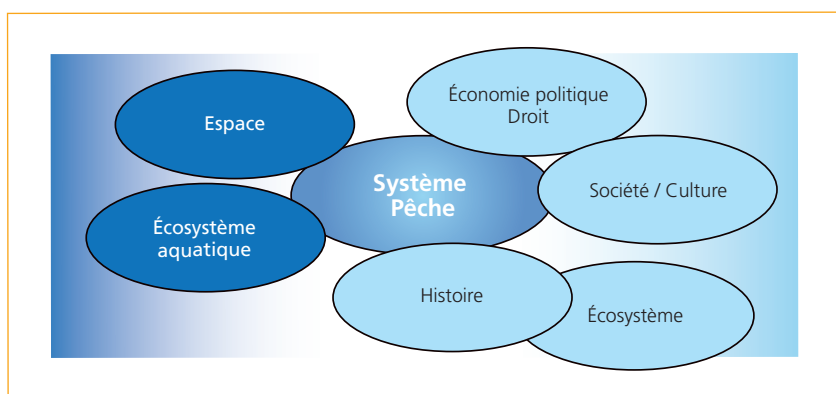 Économie politique
Droit
Espace
Système
Pêche
Société / Culture
Écosystème
aquatique
Histoire
Écosystème